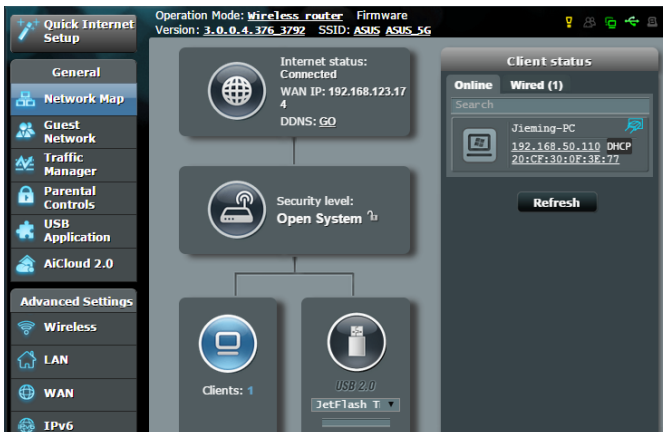 Quick Internet
Setup
Operation Mode: Wireless router Firmware
Version: 3.0.0.4.376_3792 SSID: ASUS ASUS_5G
General
Network Map
Guest
Network
Traffic
Manager
Parental
Controls
USB
Application
AiCloud 2.0
Advanced Settings
Wireless
LAN
WAN
IPv6
Internet status:
Connected
WAN IP: 192.168.123.17
4
DDNS: GO
Security level:
Open System
Clients: 1
USB 2.0
JetFlash T
Client status
Online Wired (1)
Search
Jieming-PC
192.168.50.110 DHCP
20:CF:30:0F:3E:77
Refresh